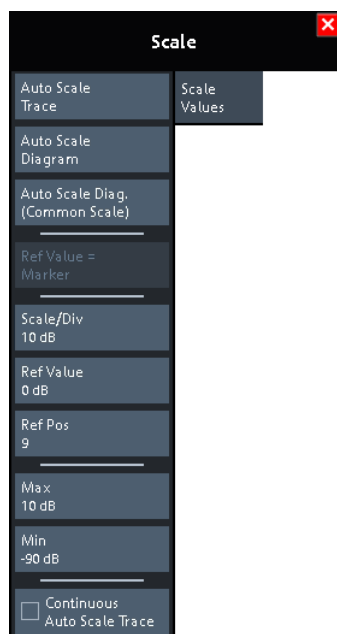 Scale
Auto Scale
Trace
Scale
Values
Auto Scale
Diagram
Auto Scale Diag.
(Common Scale)
Ref Value =
Marker
Scale/Div
10 dB
Ref Value
0 dB
Ref Pos
9
Max
10 dB
Min
-90 dB
Continuous
Auto Scale Trace